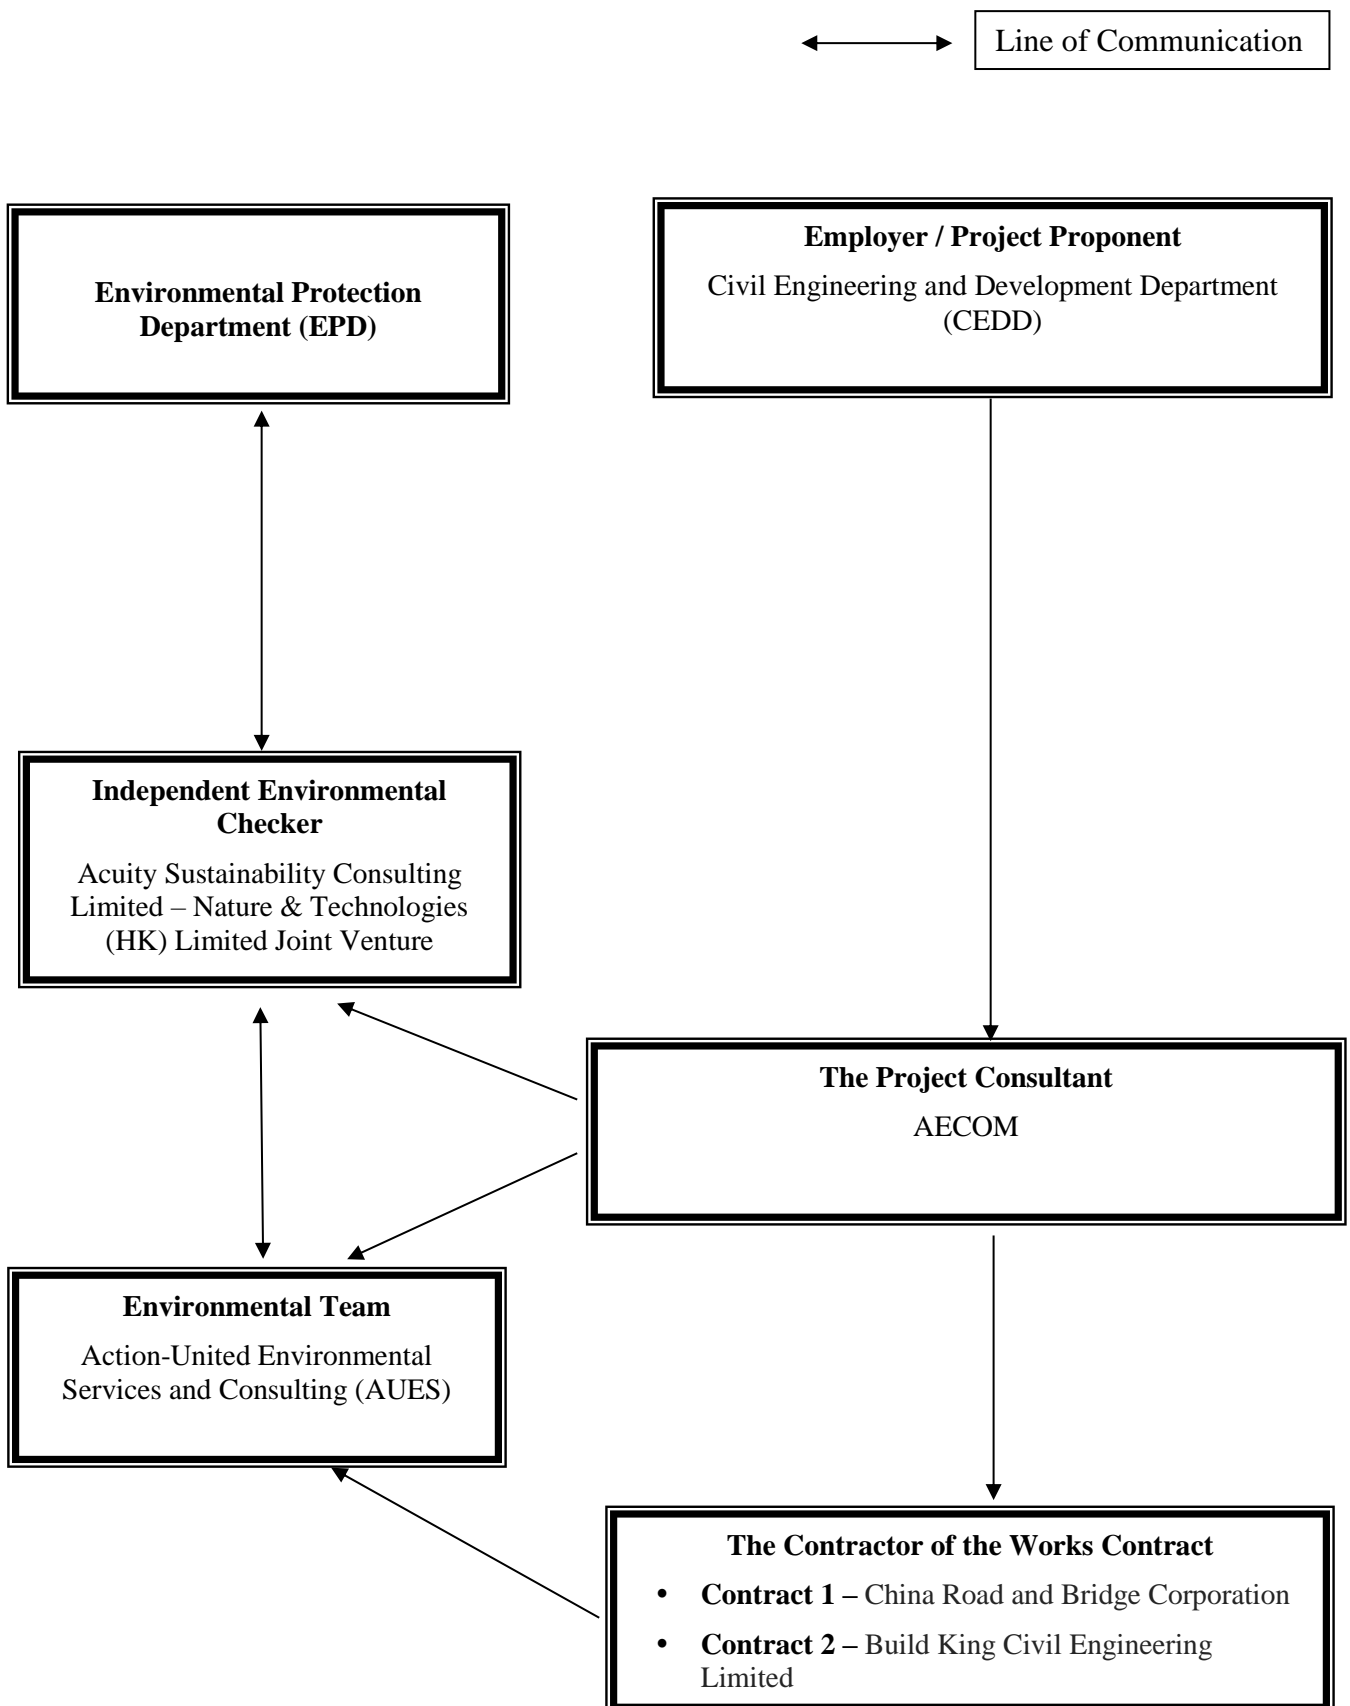 Line of Communication
Environmental Protection
Department (EPD)
Employer / Project Proponent
Civil Engineering and Development Department
(CEDD)
Independent Environmental
Checker
Acuity Sustainability Consulting
Limited – Nature & Technologies
(HK) Limited Joint Venture
The Project Consultant
AECOM
Environmental Team
Action-United Environmental
Services and Consulting (AUES)
The Contractor of the Works Contract
• Contract 1 – China Road and Bridge Corporation
• Contract 2 – Build King Civil Engineering
Limited